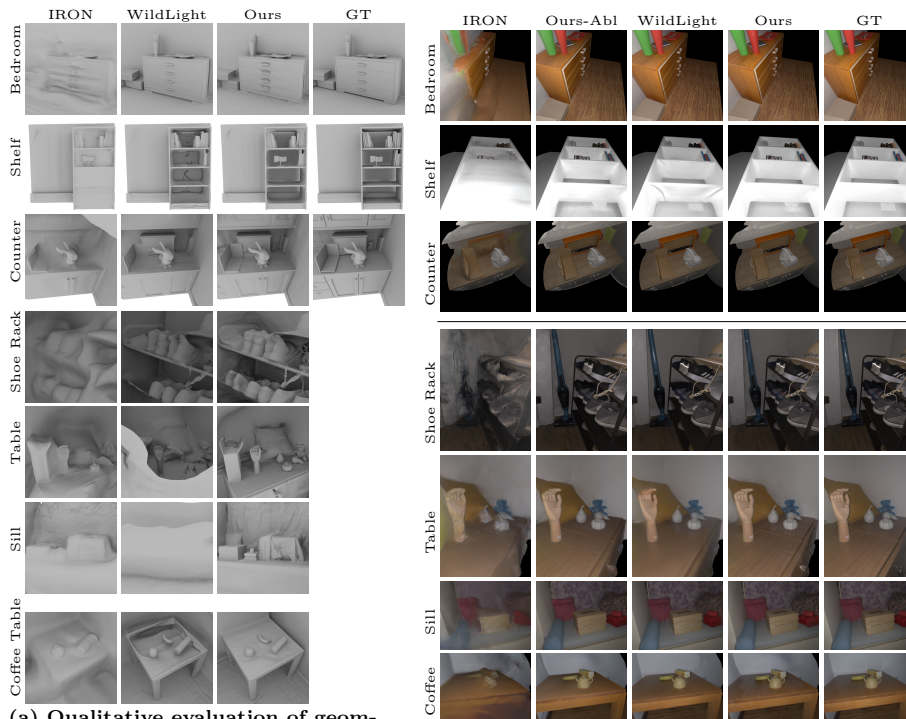 IRON WildLight Ours GT
Bedroom
Shelf
Counter
Shoe Rack
Table
Sill
Coffee Table
(a) Qualitative evaluation of geom-
IRON Ours-Abl WildLight Ours GT
Bedroom
Shelf
Counter
Shoe Rack
Table
Sill
Coffee